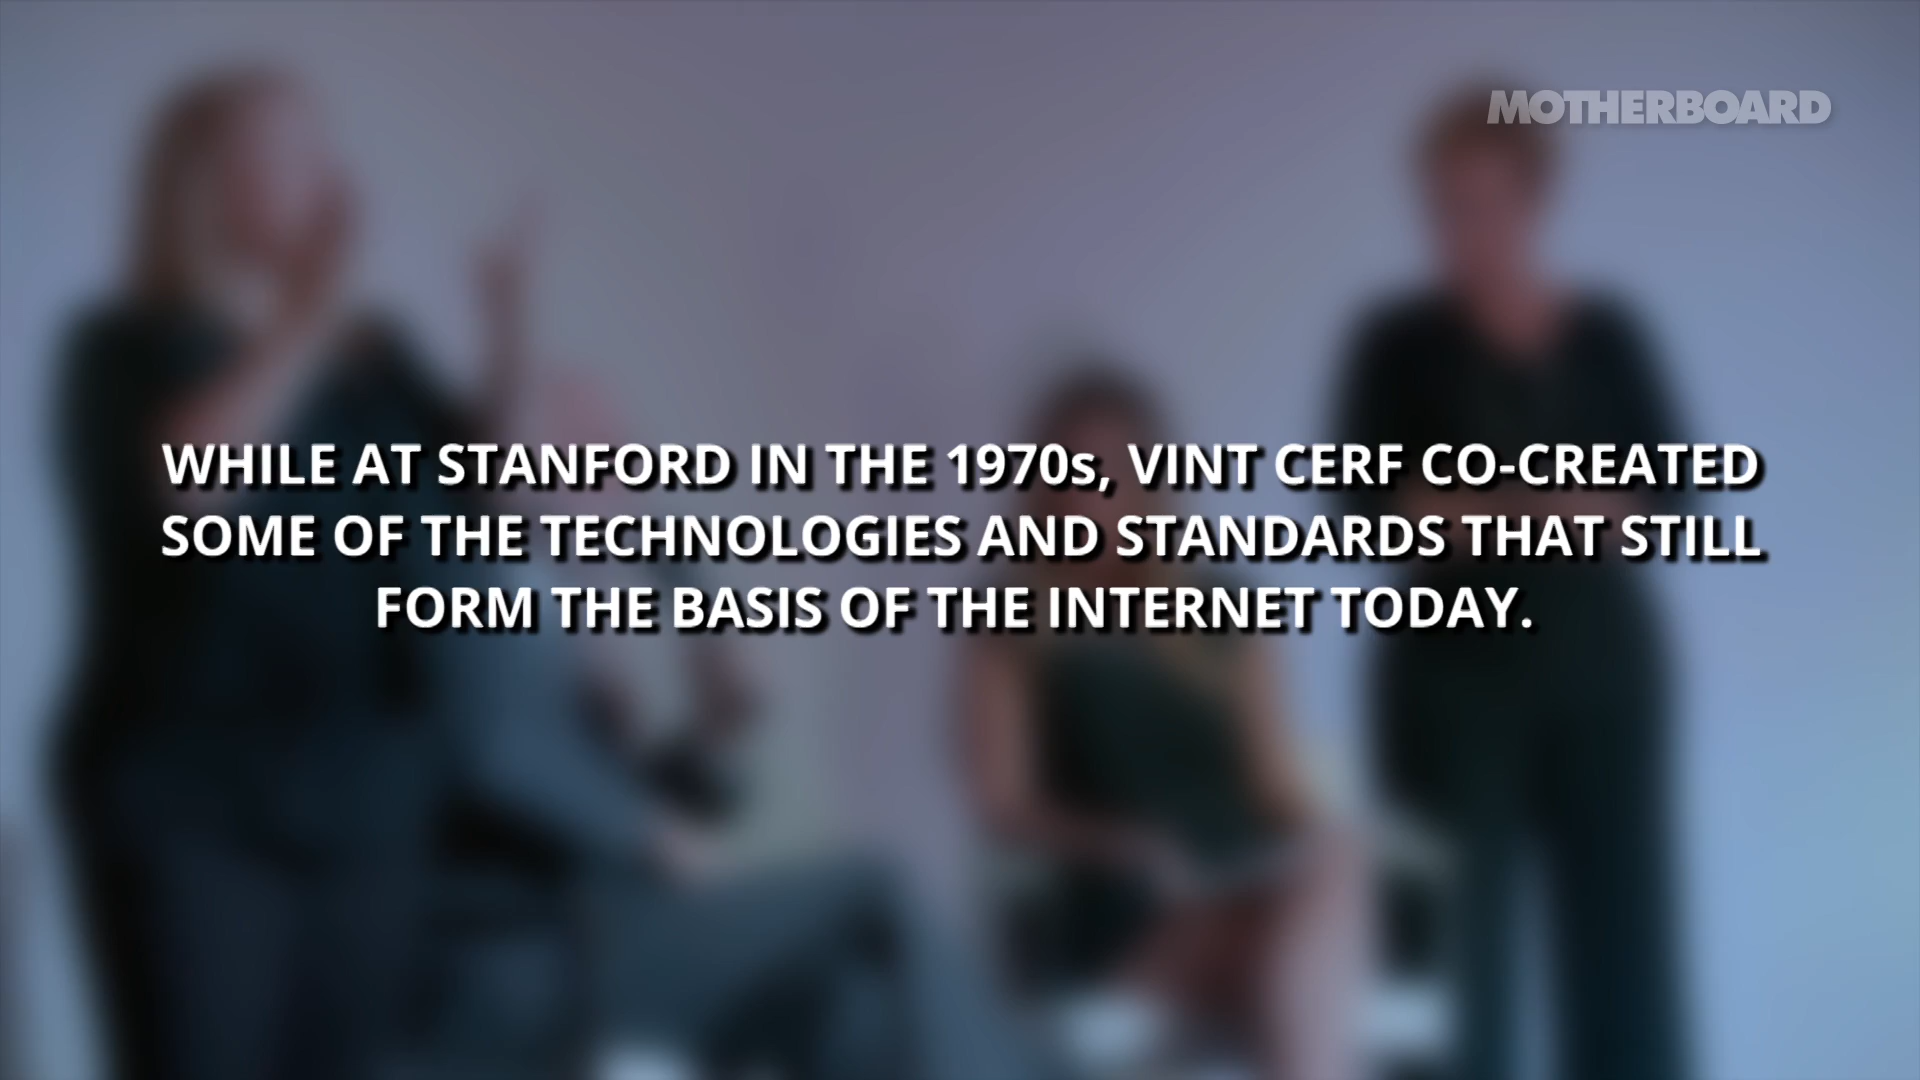 MOTHERBOARD
WHILE AT STANFORD IN THE 1970s, VINT CERF CO-CREATED
SOME OF THE TECHNOLOGIES AND STANDARDS THAT STILL
FORM THE BASIS OF THE INTERNET TODAY.